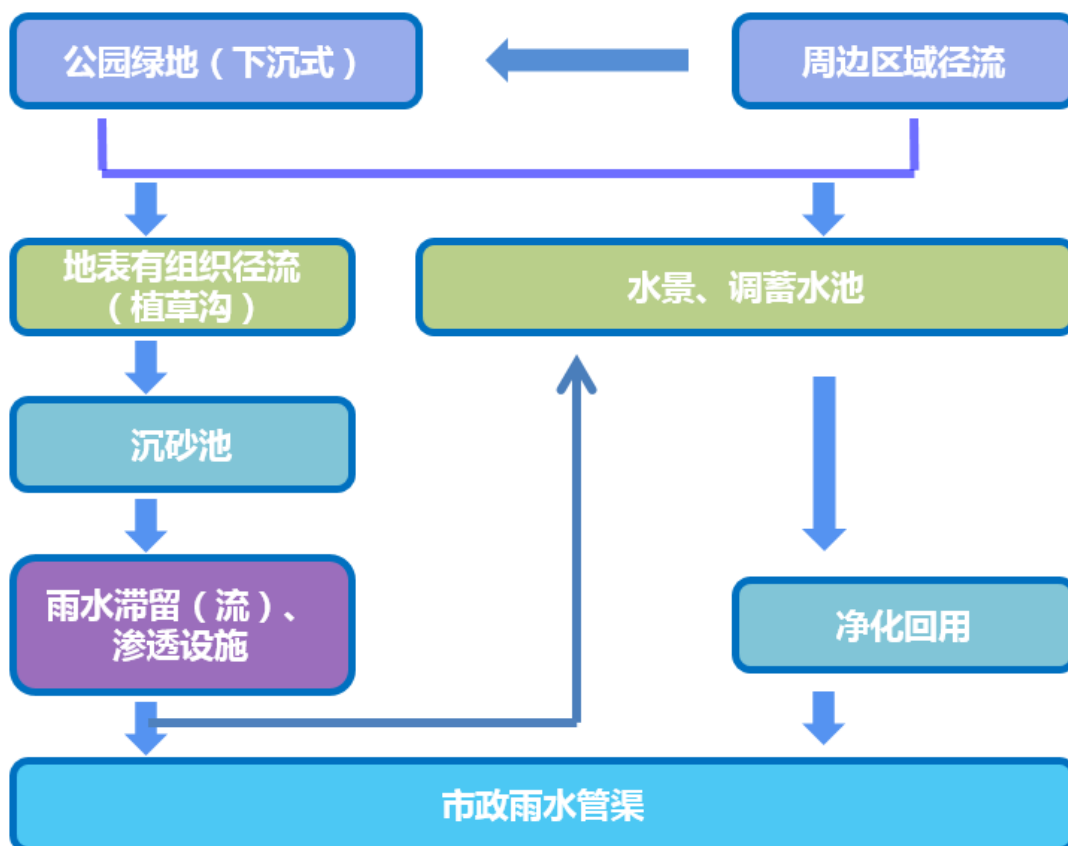 公园绿地（下沉式）
周边区域径流
地表有组织径流
（植草沟）
水景、调蓄水池
沉砂池
雨水滞留（流）、
渗透设施
净化回用
市政雨水管渠